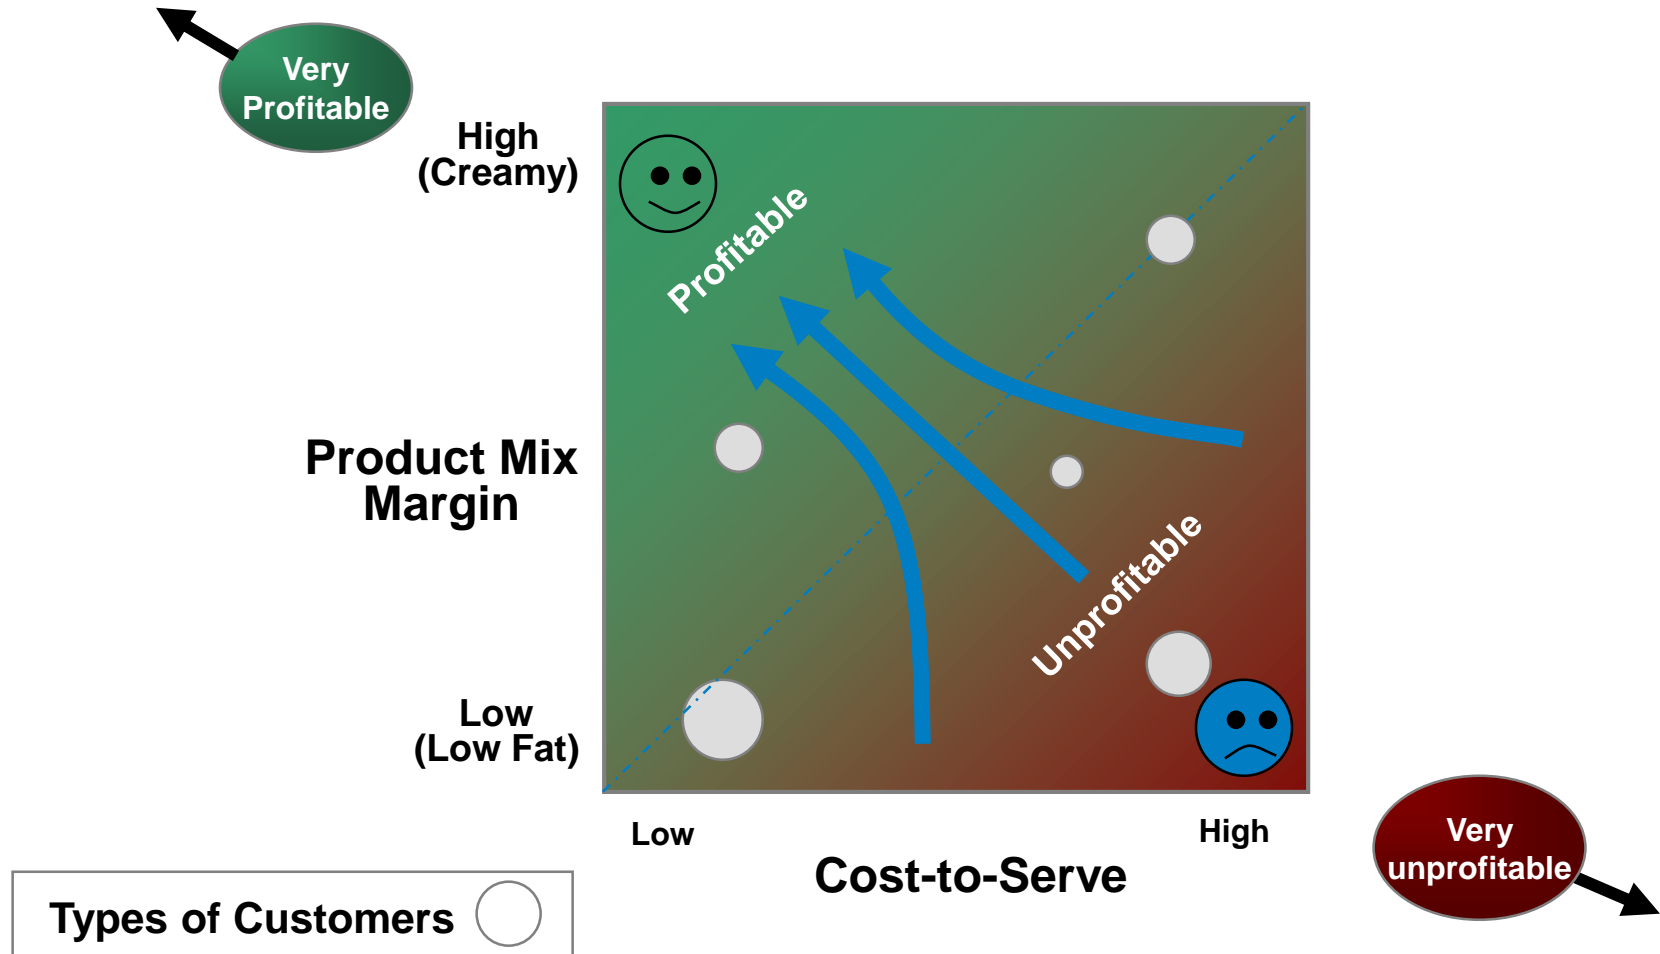 Very
Profitable
High
(Creamy)
Profitable
Product Mix
Margin
Unprofitable
Low
(Low Fat)
Low
High
Cost-to-Serve
Very
unprofitable
Types of Customers